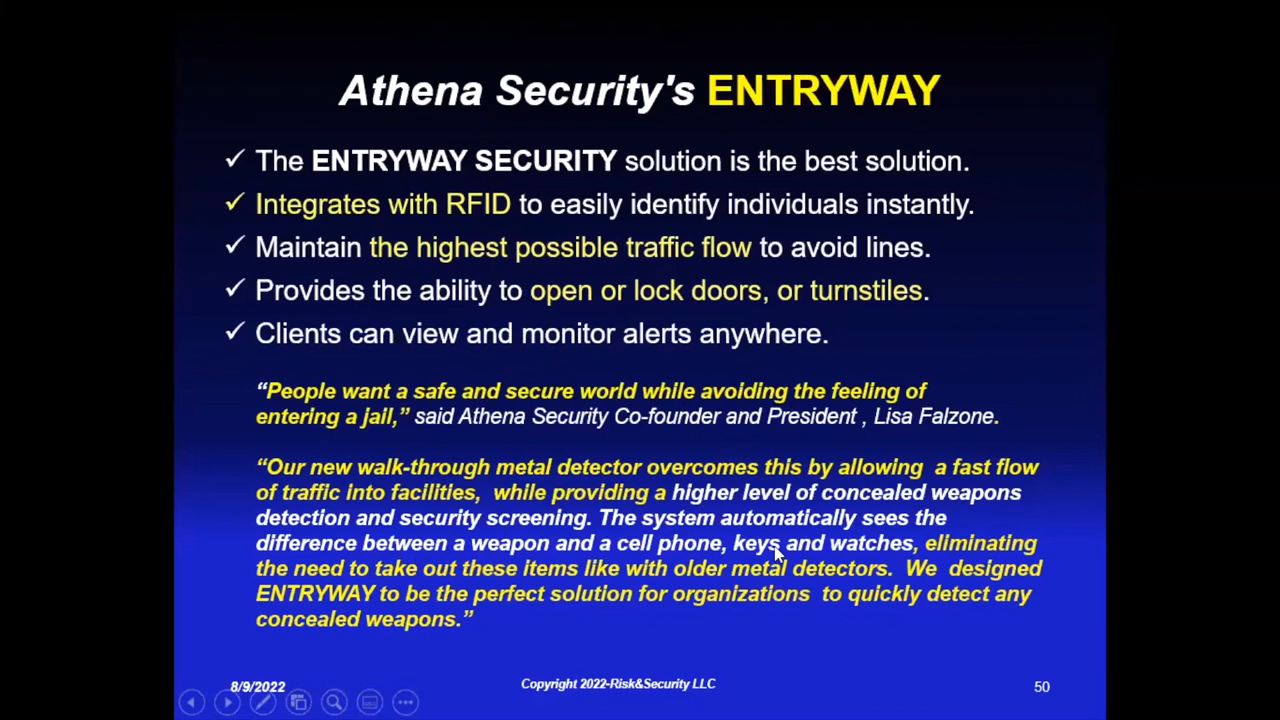 Athena Security's ENTRYWAY
✓ The ENTRYWAY SECURITY solution is the best solution.
✓ Integrates with RFID to easily identify individuals instantly.
✓ Maintain the highest possible traffic flow to avoid lines.
✓ Provides the ability to open or lock doors, or turnstiles.
✓ Clients can view and monitor alerts anywhere.
“People want a safe and secure world while avoiding the feeling of
entering a jail,” said Athena Security Co-founder and President , Lisa Falzone.
“Our new walk-through metal detector overcomes this by allowing a fast flow
of traffic into facilities, while providing a higher level of concealed weapons
detection and security screening. The system automatically sees the
difference between a weapon and a cell phone, keys and watches, eliminating
the need to take out these items like with older metal detectors. We designed
ENTRYWAY to be the perfect solution for organizations to quickly detect any
concealed weapons.”
8/9/2022
Copyright 2022-Risk&Security LLC
50